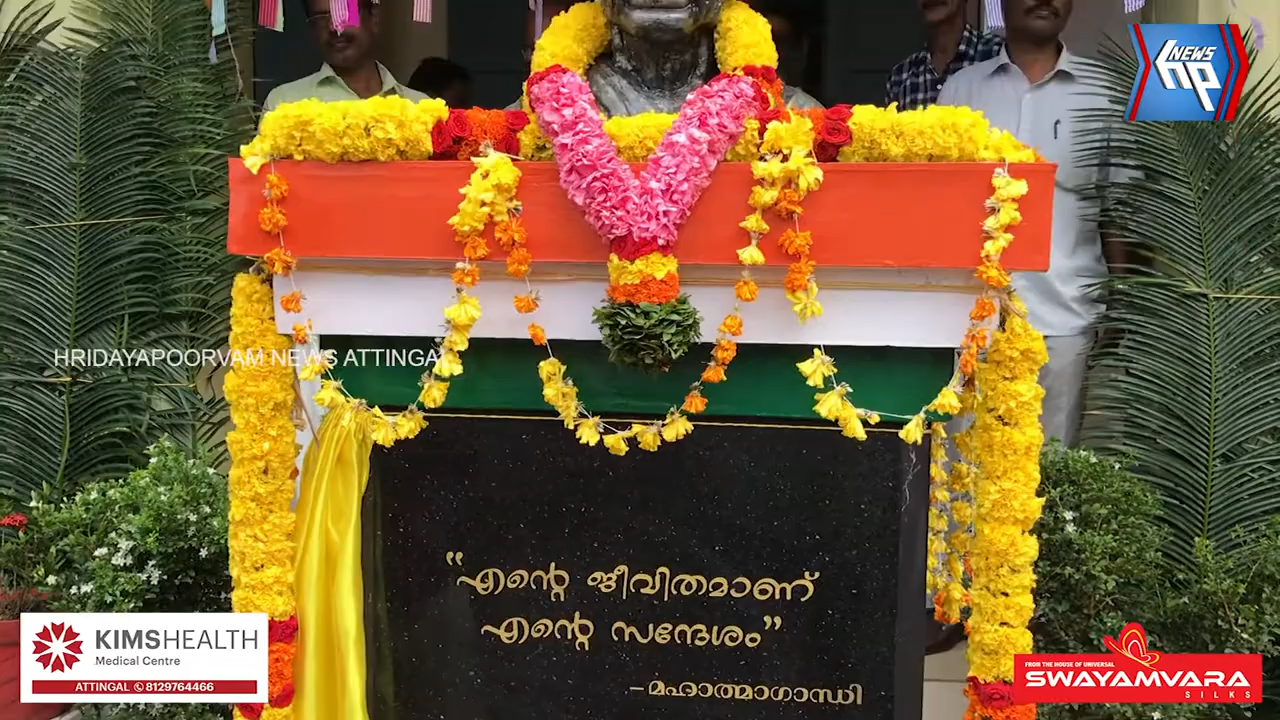 NEWS
hp
HRIDAYAPOORVAM NEWS ATTINGAL
“എന്റെ ജീവിതമാണ്
എന്റെ സന്ദേശം”
–മഹാത്മാഗാന്ധി
KIMSHEALTH
Medical Centre
ATTINGAL 8129764466
FROM THE HOUSE OF UNIVERSAL
SWAYAMVARA
SILKS